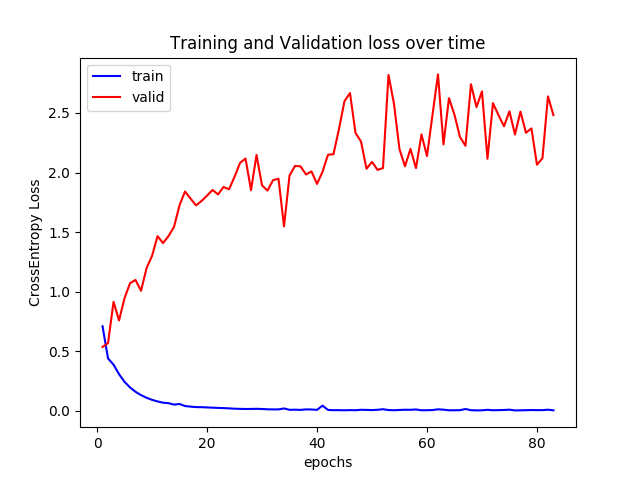 Training and Validation loss over time
train
valid
CrossEntropy Loss
2.5
2.0
1.5
1.0
0.5
0.0
0 20 40 60 80
epochs